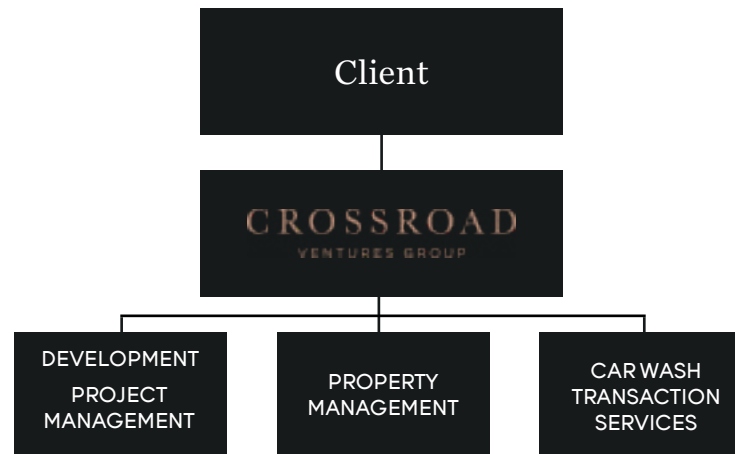 Client
CROSSROAD
VENTURES GROUP
DEVELOPMENT
PROJECT
MANAGEMENT
PROPERTY
MANAGEMENT
CAR WASH
TRANSACTION
SERVICES